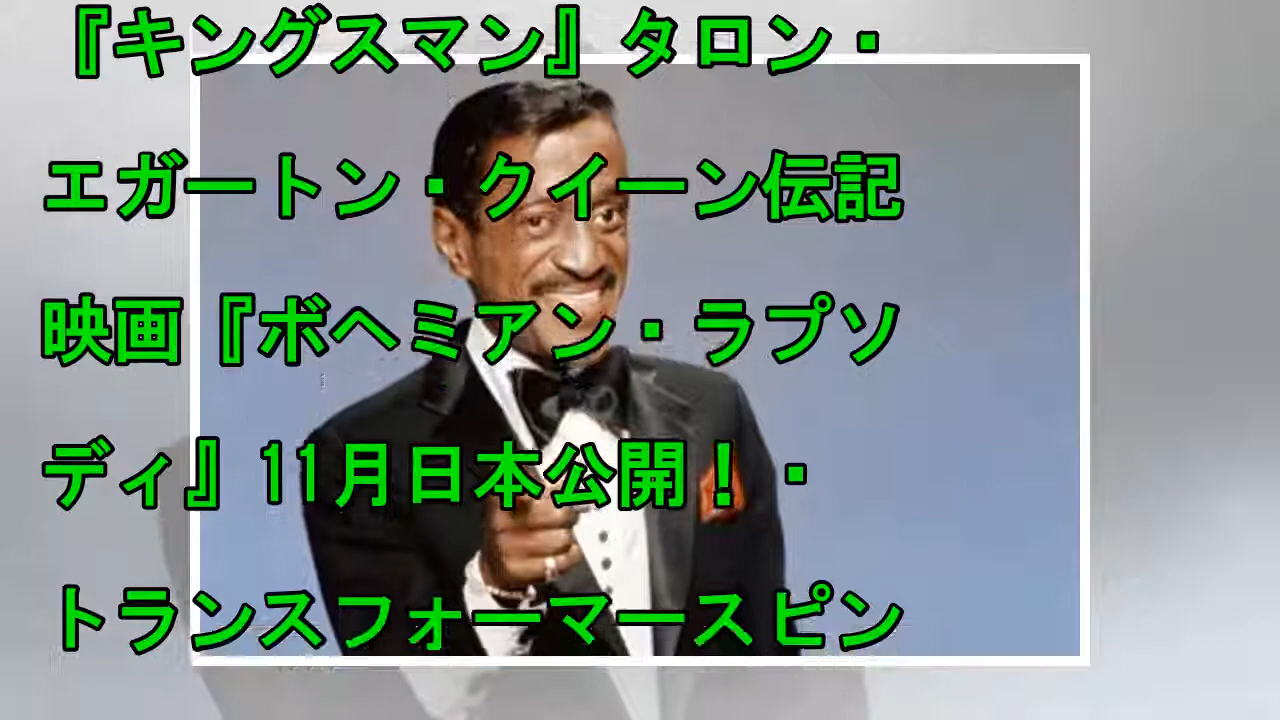 『キングスマン』タロン・
エガートン・クイーン伝記
映画『ボヘミアン・ラプソ
ディ』11月日本公開！・
トランスフォーマースピン